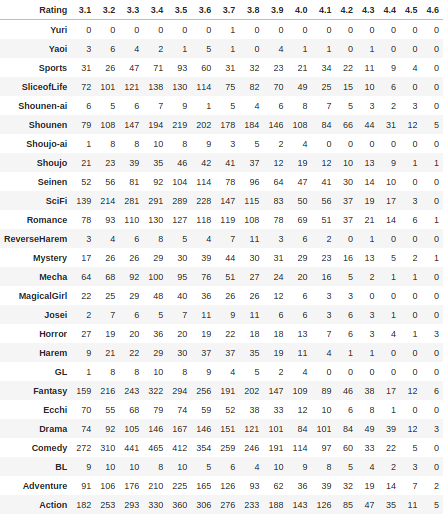 Rating 3.1 3.2 3.3 3.4 3.5 3.6 3.7 3.8 3.9 4.0 4.1 4.2 4.3 4.4 4.5 4.6
Yuri 0 0 0 0 0 0 1 0 0 0 0 0 0 0 0 0
Yaoi 3 6 4 2 1 5 1 0 4 1 1 0 1 0 0 0
Sports 31 26 47 71 93 60 31 32 23 21 34 22 11 9 4 0
SliceofLife 72 101 121 138 130 114 75 82 70 49 25 15 10 6 0 0
Shounen-ai 6 5 6 7 9 1 5 4 6 8 7 5 3 2 3 0
Shounen 79 108 147 194 219 202 178 184 146 108 84 66 44 31 12 5
Shoujo-ai 1 8 8 10 8 9 3 5 2 4 0 0 0 0 0 0
Shoujo 21 23 39 35 46 42 41 37 12 19 12 10 13 9 1 1
Seinen 52 56 81 92 104 114 78 96 64 47 41 30 14 10 0 0
SciFi 139 214 281 291 289 228 147 115 83 50 56 37 19 17 3 0
Romance 78 93 110 130 127 118 119 108 78 69 51 37 21 14 6 1
ReverseHarem 3 4 6 8 5 4 7 11 3 6 2 0 1 0 0 0
Mystery 17 26 26 29 30 39 44 30 31 29 23 16 13 5 2 1
Mecha 64 68 92 100 95 76 51 27 24 20 16 5 2 1 1 0
MagicalGirl 22 25 29 48 40 36 26 26 12 6 3 3 0 0 0 0
Josei 2 7 6 5 7 11 9 11 6 6 3 6 3 1 0 0
Horror 27 19 20 36 20 19 22 18 18 13 7 6 3 4 1 3
Harem 9 21 22 29 30 37 37 35 19 11 4 1 1 0 0 0
GL 1 8 8 10 8 9 4 5 2 4 0 0 0 0 0 0
Fantasy 159 216 243 322 294 256 191 202 147 109 89 46 38 17 12 6
Ecchi 70 55 68 79 74 59 52 38 33 12 10 6 8 1 0 0
Drama 74 92 105 146 167 146 151 121 101 84 101 84 49 39 12 3
Comedy 272 310 441 465 412 354 259 246 191 114 97 60 33 22 5 0
BL 9 10 10 8 10 5 6 4 10 9 8 5 4 2 3 0
Adventure 91 106 176 210 225 165 126 93 62 36 39 32 19 14 7 2
Action 182 253 293 330 360 306 276 233 188 143 126 85 47 35 11 5